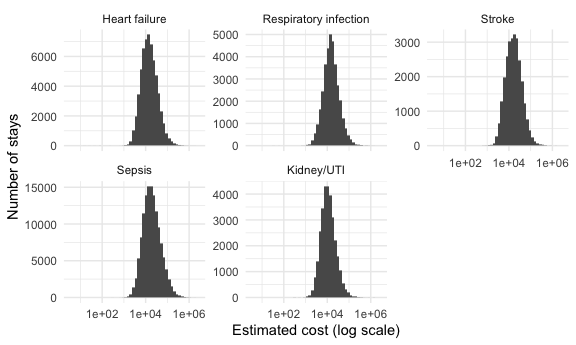 Heart failure
Respiratory infection
Stroke
6000
4000
2000
0
5000
4000
3000
2000
1000
0
3000
2000
1000
0
1e+02 1e+04 1e+06
Number of stays
Sepsis
Kidney/UTI
15000
10000
5000
0
4000
3000
2000
1000
0
1e+02 1e+04 1e+06
1e+02 1e+04 1e+06
Estimated cost (log scale)